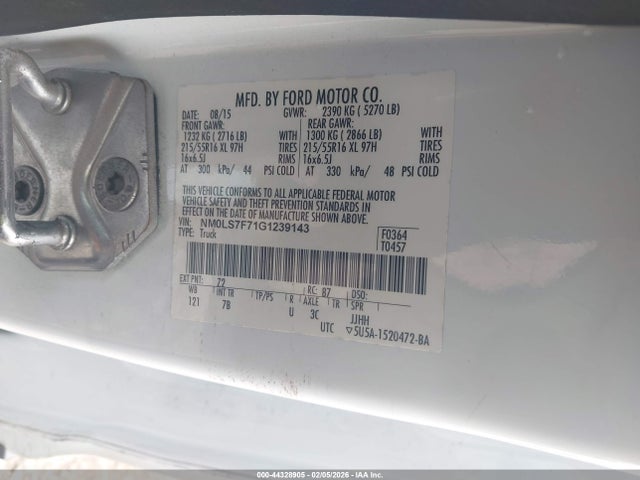 MFD. BY FORD MOTOR CO.
DATE: 08/15 GVWR: 2390 KG ( 5270 LB)
FRONT GAWR: REAR GAWR:
1232 KG ( 2716 LB) WITH 1300 KG ( 2866 LB) WITH
215/55R16 XL 97H TIRES 215/55R16 XL 97H TIRES
16x6.5J RIMS 16x6.5J RIMS
AT 300 kPa/ 44 PSI COLD AT 330 kPa/ 48 PSI COLD
THIS VEHICLE CONFORMS TO ALL APPLICABLE FEDERAL MOTOR
VEHICLE SAFETY AND THEFT PREVENTION STANDARDS IN
EFFECT ON THE DATE OF MANUFACTURE SHOWN ABOVE.
VIN: NM0LS7F71G1239143 F0364
TYPE: Truck T0457
EXT PNT: Z2 RC: 87 DSO:
WB INT TR TP/PS R AXLE TR SPR
121 7B U 3C JJHH
UTC ▽5U5A-1520472-BA
000-44328905 - 02/05/2026 - IAAI.COM